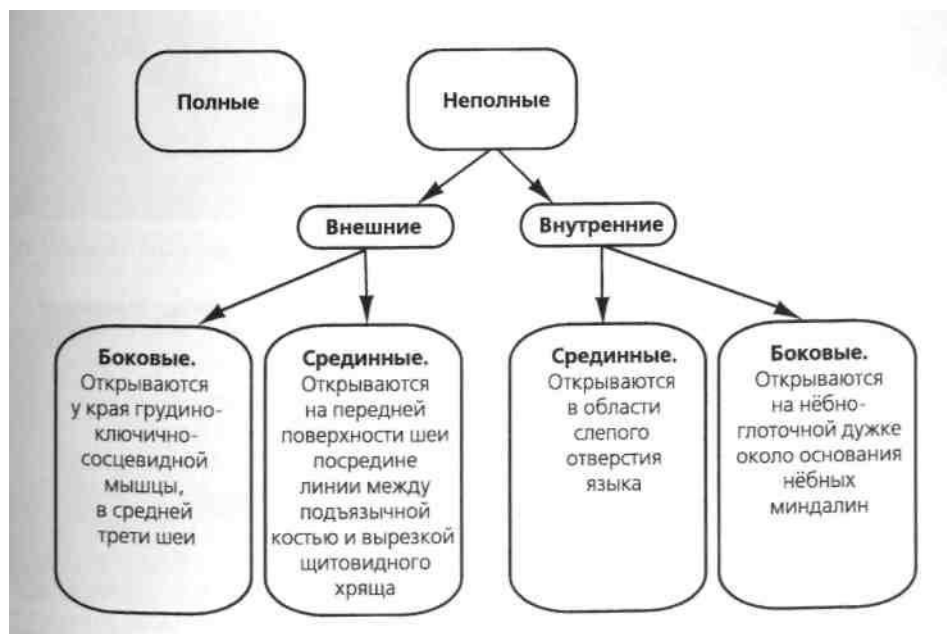 Полные
Неполные
Внешние
Внутренние
Боковые.
Открываются
у края грудино-
ключично-
сосцевидной
мышцы,
в средней
трети шеи
Срединные.
Открываются
на передней
поверхности шеи
посредине
линии между
подъязычной
костью и вырезкой
щитовидного
хряща
Срединные.
Открываются
в области
слепого
отверстия
языка
Боковые.
Открываются
на нёбно-
глоточной дужке
около основания
нёбных
миндалин